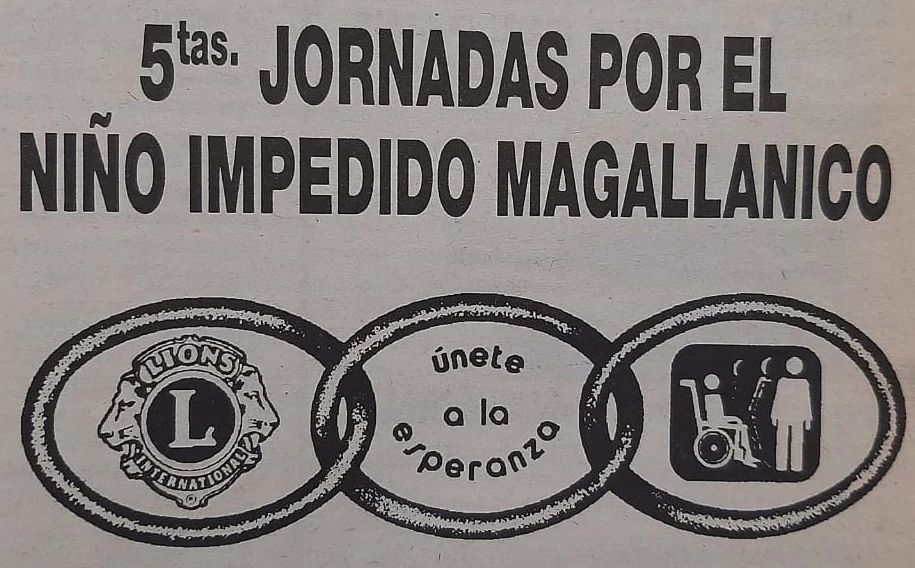 5tas. JORNADAS POR EL
NIÑO IMPEDIDO MAGALLANICO
LIONS
L
INTERNATIONAL
únete
a la
esperanza